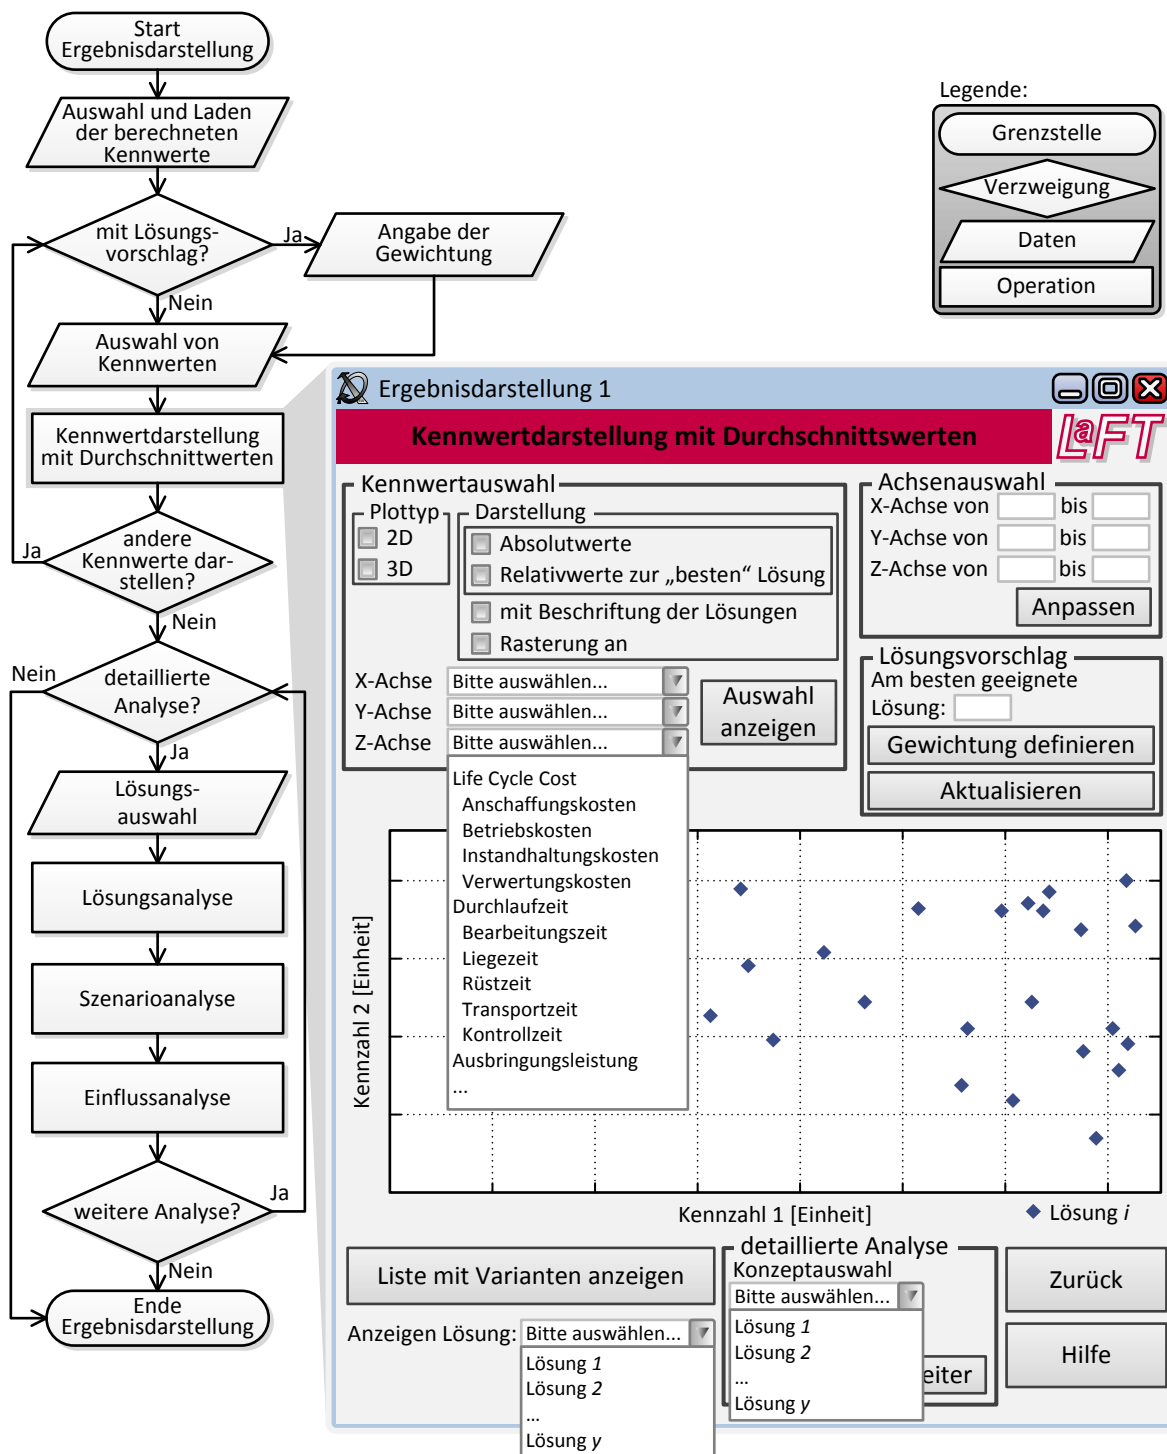 Start
Ergebnisdarstellung
Auswahl und Laden
der berechneten
Kennwerte
mit Lösungs-
vorschlag?
Ja
Angabe der
Gewichtung
Nein
Auswahl von
Kennwerten
Kennwertdarstellung
mit Durchschnittwerten
Ja
andere
Kennwerte dar-
stellen?
Nein
Nein
detaillierte
Analyse?
Ja
Lösungs-
auswahl
Lösungsanalyse
Szenarioanalyse
Einflussanalyse
weitere Analyse?
Ja
Nein
Ende
Ergebnisdarstellung
Legende:
Grenzstelle
Verzweigung
Daten
Operation
Ergebnisdarstellung 1
Kennwertdarstellung mit Durchschnittswerten
LaFT
Kennwertauswahl
Plottyp
2D
3D
Darstellung
Absolutwerte
Relativwerte zur „besten“ Lösung
mit Beschriftung der Lösungen
Rasterung an
X-Achse Bitte auswählen...
Y-Achse Bitte auswählen...
Z-Achse Bitte auswählen...
Auswahl
anzeigen
Life Cycle Cost
Anschaffungskosten
Betriebskosten
Instandhaltungskosten
Verwertungskosten
Durchlaufzeit
Bearbeitungszeit
Liegezeit
Rüstzeit
Transportzeit
Kontrollzeit
Ausbringungsleistung
...
Achsenauswahl
X-Achse von bis
Y-Achse von bis
Z-Achse von bis
Anpassen
Lösungsvorschlag
Am besten geeignete
Lösung:
Gewichtung definieren
Aktualisieren
Kennzahl 2 [Einheit]
Kennzahl 1 [Einheit]
Lösung i
Liste mit Varianten anzeigen
Anzeigen Lösung: Bitte auswählen...
Lösung 1
Lösung 2
...
Lösung y
detaillierte Analyse
Konzeptauswahl
Bitte auswählen...
Lösung 1
Lösung 2
...
Lösung y
eiter
Zurück
Hilfe